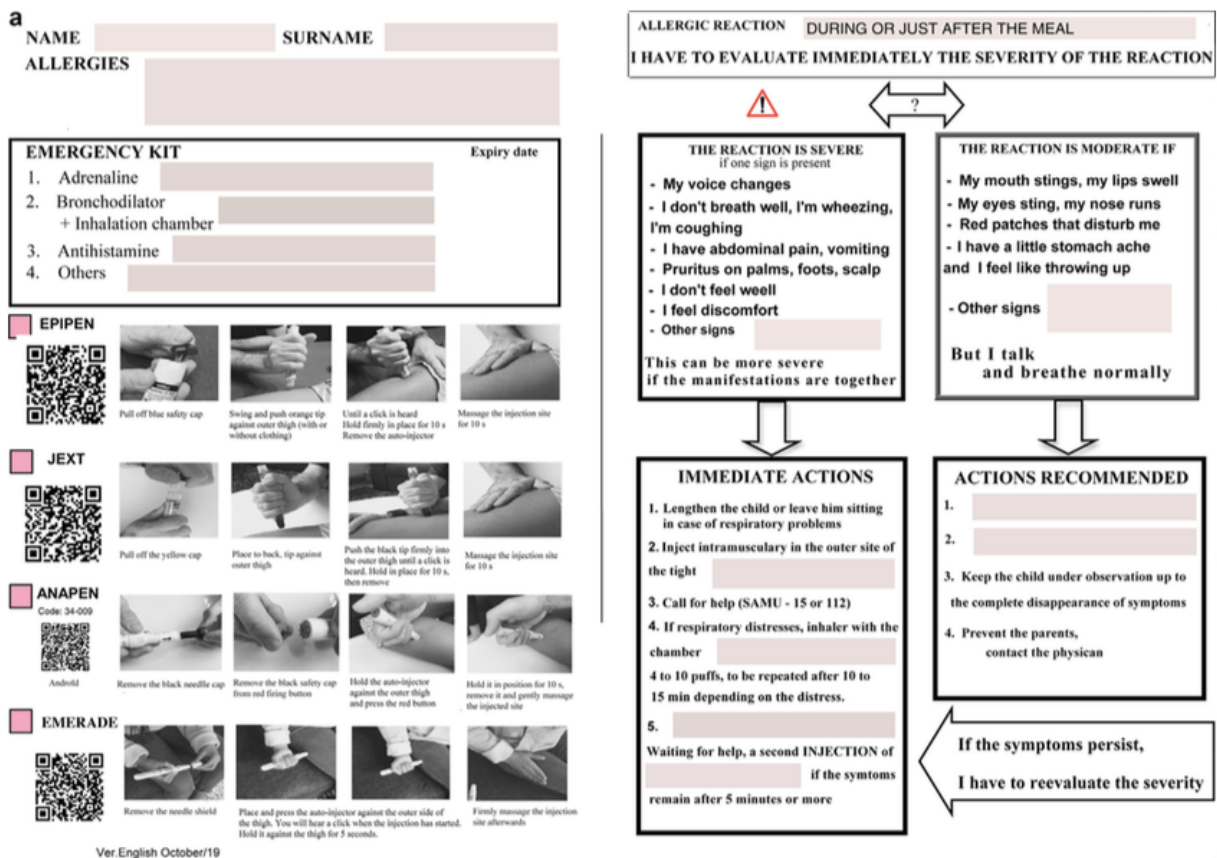 a
NAME SURNAME
ALLERGIES
EMERGENCY KIT Expiry date
1. Adrenaline
2. Bronchodilator
+ Inhalation chamber
3. Antihistamine
4. Others
EPIPEN
Pull off blue safety cap
Swing and push orange tip
against outer thigh (with or
without clothing)
Until a click is heard
Hold firmly in place for 10 s
Remove the auto-injector
Massage the injection site
for 10 s
JEXT
Pull off the yellow cap
Place to back, tip against
outer thigh
Push the black tip firmly into
the outer thigh until a click is
heard. Hold in place for 10 s,
then remove
Massage the injection site
for 10 s
ANAPEN
Code: 34-009
Android
Remove the black needle cap
Remove the black safety cap
from red firing button
Hold the auto-injector
against the outer thigh
and press the red button
Hold it in position for 10 s,
remove it and gently massage
the injected site
EMERADE
Remove the needle shield
Place and press the auto-injector against the outer side of
the thigh. You will hear a click when the injection has started.
Hold it against the thigh for 5 seconds.
Firmly massage the injection
site afterwards
Ver.English October/19
ALLERGIC REACTION DURING OR JUST AFTER THE MEAL
I HAVE TO EVALUATE IMMEDIATELY THE SEVERITY OF THE REACTION
!
?
THE REACTION IS SEVERE
if one sign is present
- My voice changes
- I don't breath well, I'm wheezing,
I'm coughing
- I have abdominal pain, vomiting
- Pruritus on palms, foots, scalp
- I don't feel weell
- I feel discomfort
- Other signs
This can be more severe
if the manifestations are together
THE REACTION IS MODERATE IF
- My mouth stings, my lips swell
- My eyes sting, my nose runs
- Red patches that disturb me
- I have a little stomach ache
and I feel like throwing up
- Other signs
But I talk
and breathe normally
IMMEDIATE ACTIONS
1. Lengthen the child or leave him sitting
in case of respiratory problems
2. Inject intramusculary in the outer site of
the tight
3. Call for help (SAMU - 15 or 112)
4. If respiratory distresses, inhaler with the
chamber
4 to 10 puffs, to be repeated after 10 to
15 min depending on the distress.
5.
Waiting for help, a second INJECTION of
if the symtoms
remain after 5 minutes or more
ACTIONS RECOMMENDED
1.
2.
3. Keep the child under observation up to
the complete disappearance of symptoms
4. Prevent the parents,
contact the physican
If the symptoms persist,
I have to reevaluate the severity